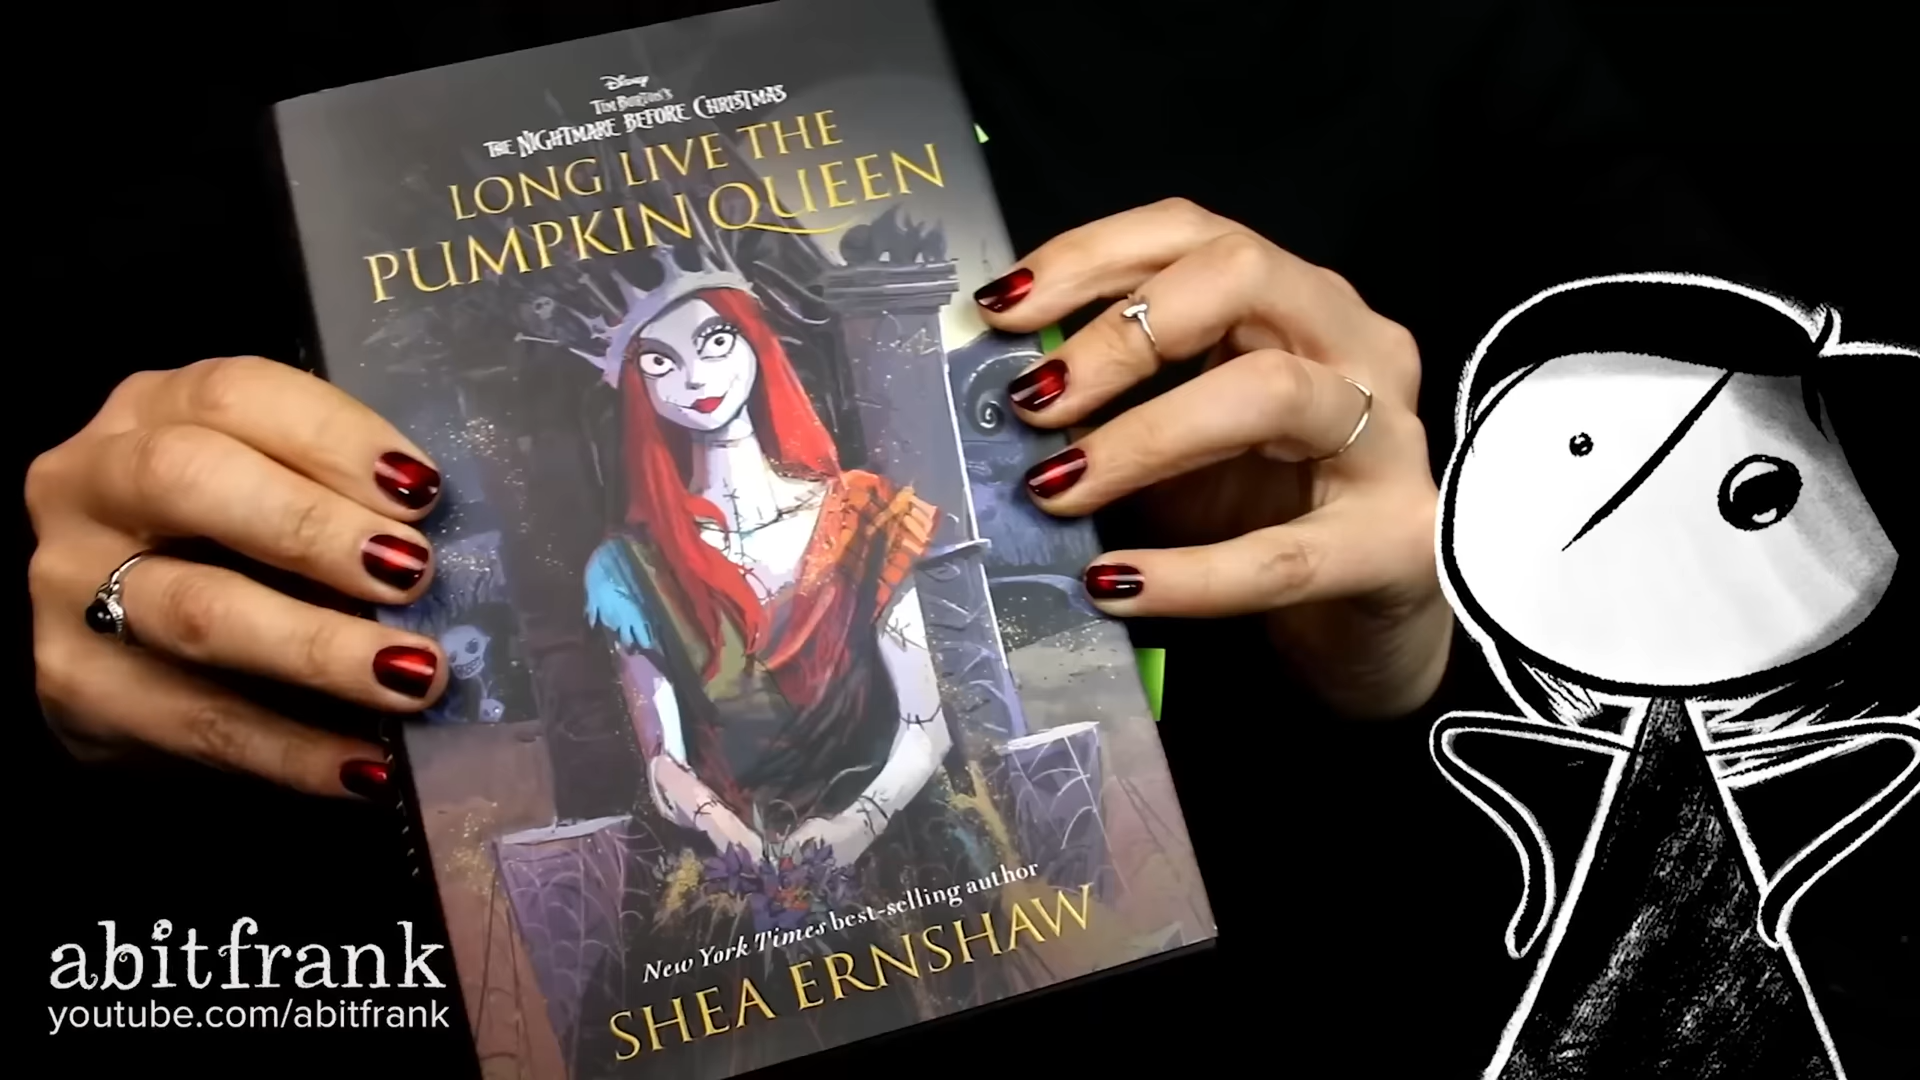 Disney
TIM BURTON'S
THE NIGHTMARE BEFORE CHRISTMAS
LONG LIVE THE
PUMPKIN QUEEN
New York Times best-selling author
SHEA ERNSHAW
abitfrank
youtube.com/abitfrank